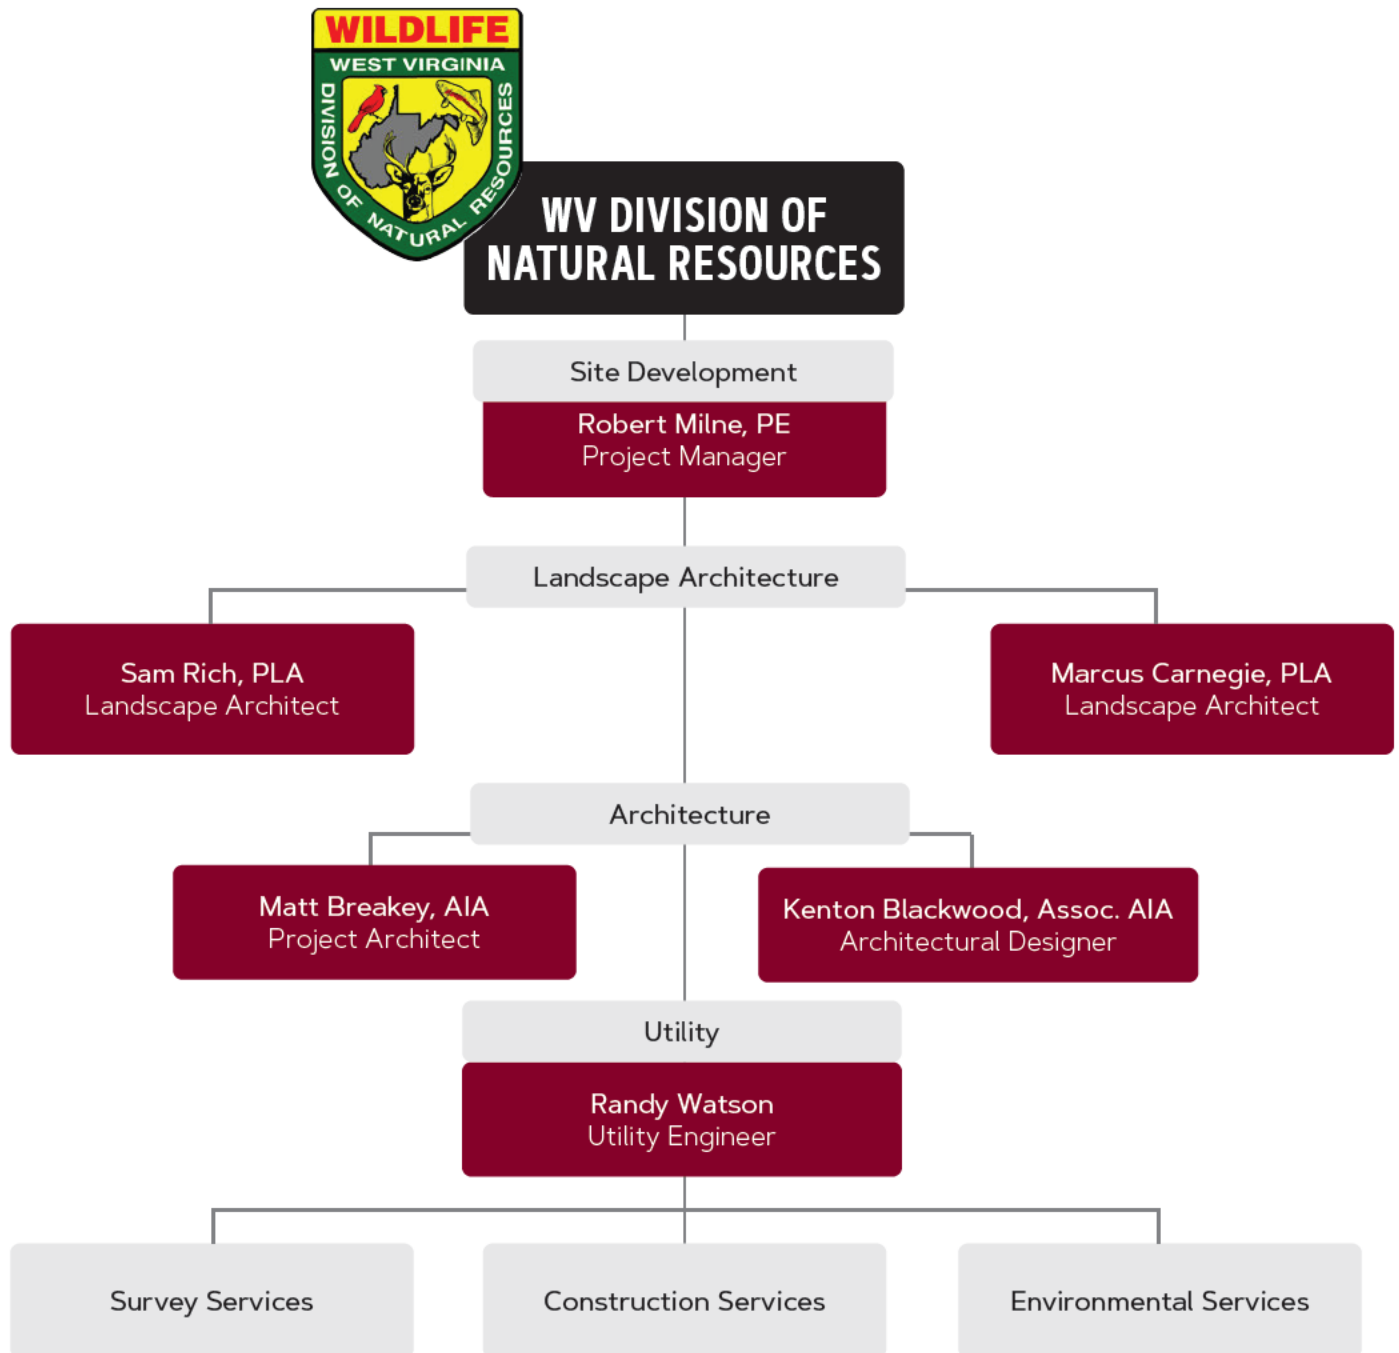 WILDLIFE
WEST VIRGINIA
DIVISION OF NATURAL RESOURCES
WV DIVISION OF
NATURAL RESOURCES
Site Development
Robert Milne, PE
Project Manager
Landscape Architecture
Sam Rich, PLA
Landscape Architect
Marcus Carnegie, PLA
Landscape Architect
Architecture
Matt Breakey, AIA
Project Architect
Kenton Blackwood, Assoc. AIA
Architectural Designer
Utility
Randy Watson
Utility Engineer
Survey Services
Construction Services
Environmental Services